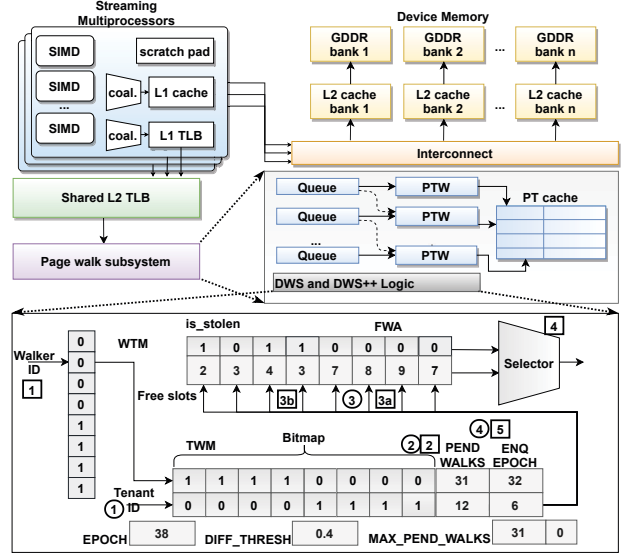 Streaming
Multiprocessors
SIMD
SIMD
...
SIMD
scratch pad
coal.
L1 cache
coal.
L1 TLB
Device Memory
GDDR
bank 1
GDDR
bank 2
...
GDDR
bank n
L2 cache
bank 1
L2 cache
bank 2
...
L2 cache
bank n
Interconnect
Shared L2 TLB
Page walk subsystem
Queue
PTW
Queue
PTW
...
Queue
PTW
PT cache
DWS and DWS++ Logic
Walker
ID
1
WTM
0
0
0
0
1
1
1
1
is_stolen
FWA
1 0 1 1 0 0 0 0
2 3 4 3 7 8 9 7
Free slots
3b
3
3a
Selector
4
TWM
Bitmap
2 2
4 5
PEND
WALKS
ENQ
EPOCH
1 1 1 1 0 0 0 0 31 32
0 0 0 0 1 1 1 1 12 6
Tenant
ID
1
EPOCH 38
DIFF_THRESH 0.4
MAX_PEND_WALKS 31 0